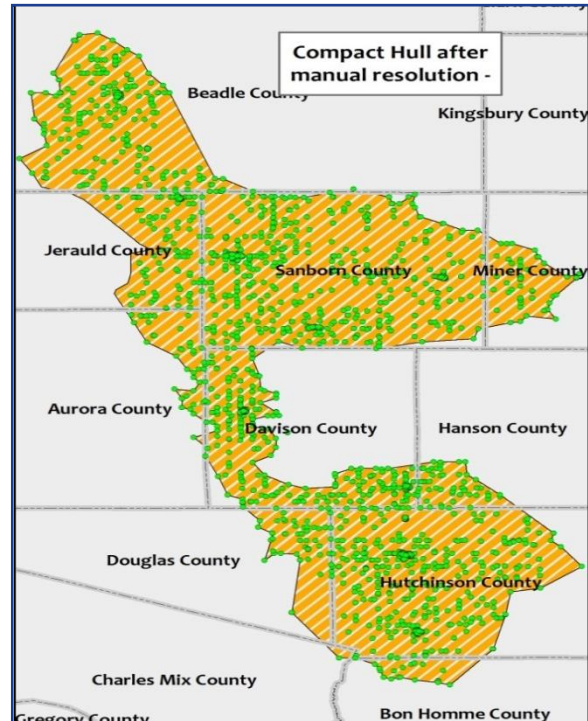 Compact Hull after
manual resolution -
Beadle County
Kingsbury County
Jerauld County
Sanborn County
Miner County
Aurora County
Davison County
Hanson County
Douglas County
Hutchinson County
Charles Mix County
Gregory County
Bon Homme County